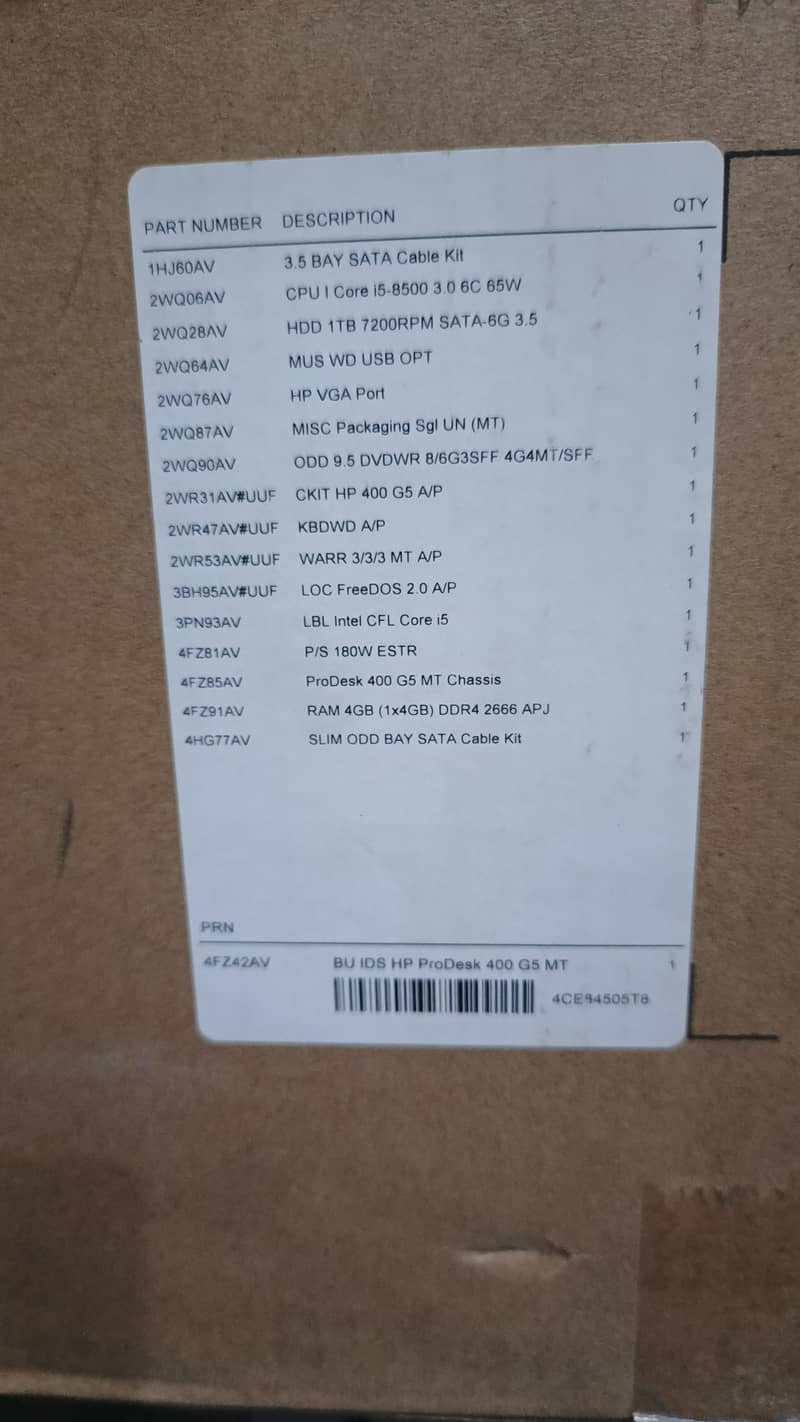 PART NUMBER DESCRIPTION QTY
1HJ60AV 3.5 BAY SATA Cable Kit 1
2WQ06AV CPU I Core i5-8500 3.0 6C 65W 1
2WQ28AV HDD 1TB 7200RPM SATA-6G 3.5 1
2WQ64AV MUS WD USB OPT 1
2WQ76AV HP VGA Port 1
2WQ87AV MISC Packaging Sgl UN (MT) 1
2WQ90AV ODD 9.5 DVDWR 8/6G3SFF 4G4MT/SFF 1
2WR31AV#UUF CKIT HP 400 G5 A/P 1
2WR47AV#UUF KBDWD A/P 1
2WR53AV#UUF WARR 3/3/3 MT A/P 1
3BH95AV#UUF LOC FreeDOS 2.0 A/P 1
3PN93AV LBL Intel CFL Core i5 1
4FZ81AV P/S 180W ESTR 1
4FZ85AV ProDesk 400 G5 MT Chassis 1
4FZ91AV RAM 4GB (1x4GB) DDR4 2666 APJ 1
4HG77AV SLIM ODD BAY SATA Cable Kit 1
PRN
4FZ42AV BU IDS HP ProDesk 400 G5 MT 1